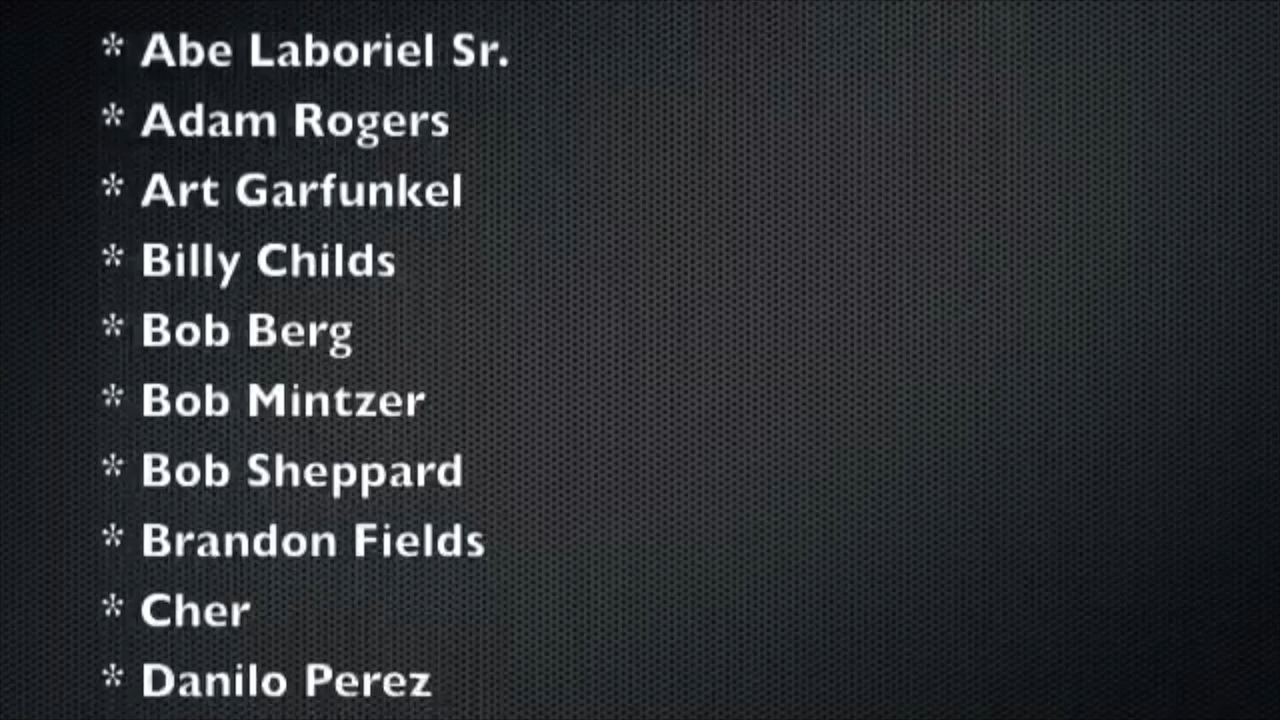 * Abe Laboriel Sr.
* Adam Rogers
* Art Garfunkel
* Billy Childs
* Bob Berg
* Bob Mintzer
* Bob Sheppard
* Brandon Fields
* Cher
* Danilo Perez